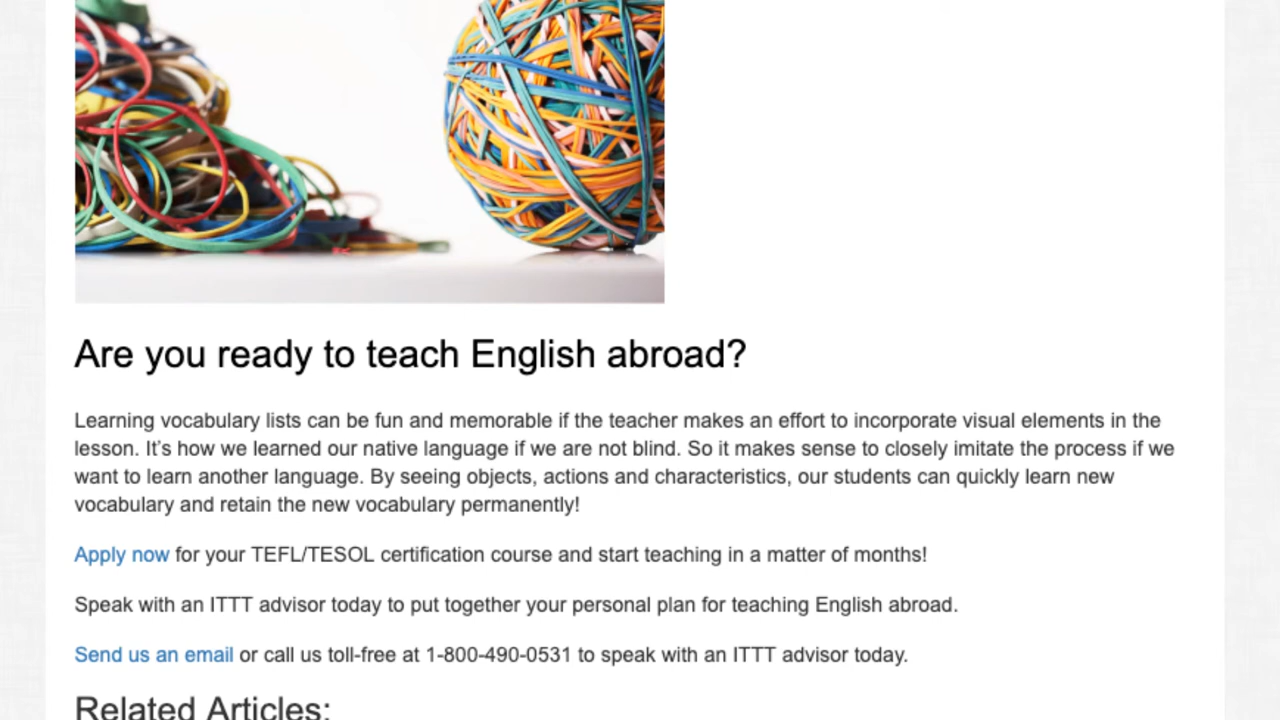 Are you ready to teach English abroad?
Learning vocabulary lists can be fun and memorable if the teacher makes an effort to incorporate visual elements in the
lesson. It’s how we learned our native language if we are not blind. So it makes sense to closely imitate the process if we
want to learn another language. By seeing objects, actions and characteristics, our students can quickly learn new
vocabulary and retain the new vocabulary permanently!
Apply now for your TEFL/TESOL certification course and start teaching in a matter of months!
Speak with an ITTT advisor today to put together your personal plan for teaching English abroad.
Send us an email or call us toll-free at 1-800-490-0531 to speak with an ITTT advisor today.
Related Articles: